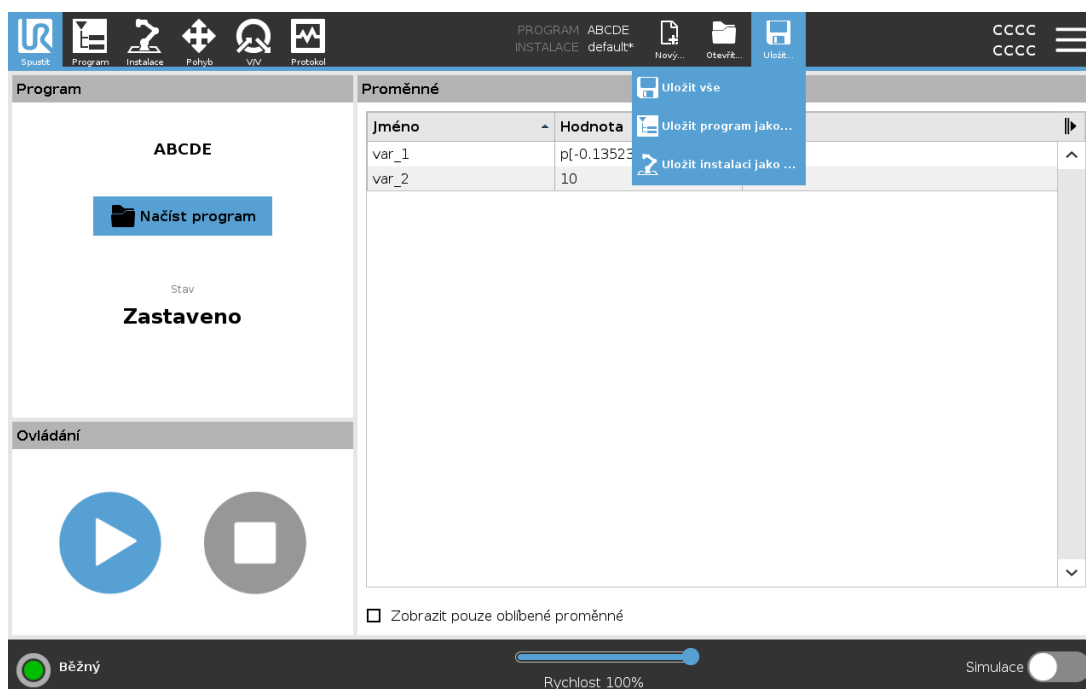 PROGRAM ABCDE
INSTALACE default*
Spustit
Program
Instalace
Pohyb
V/V
Protokol
Nový...
Otevřít...
Uložit...
CCCC
CCCC
Uložit vše
Uložit program jako...
Uložit instalaci jako ...
Program
ABCDE
Načíst program
Stav
Zastaveno
Ovládání
Proměnné
Jméno Hodnota
var_1 p[-0.13523
var_2 10
Zobrazit pouze oblíbené proměnné
Běžný
Rychlost 100%
Simulace